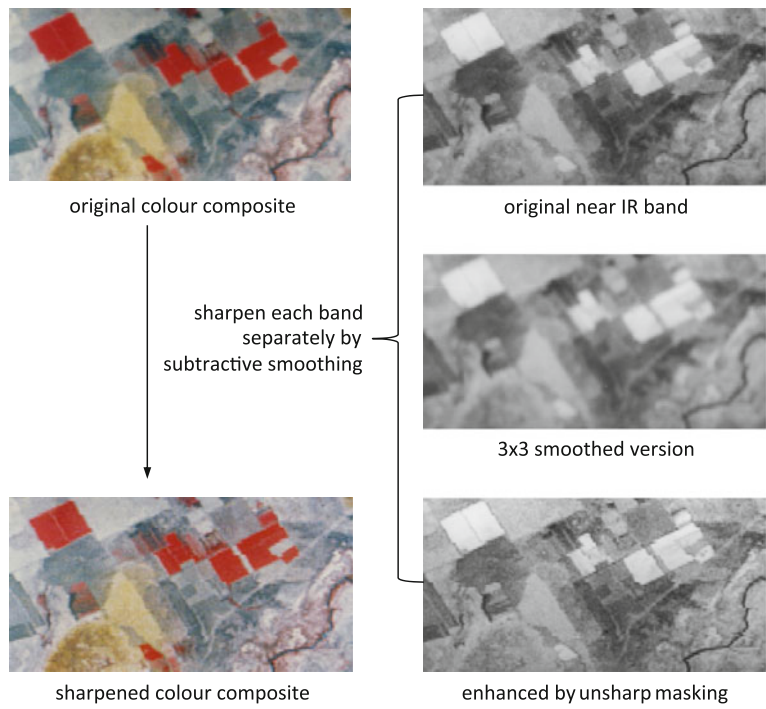 original colour composite
original near IR band
sharpen each band
separately by
subtractive smoothing
3x3 smoothed version
sharpened colour composite
enhanced by unsharp masking